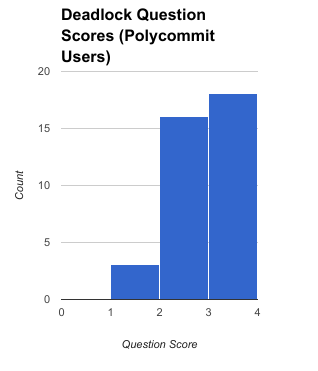 Deadlock Question
Scores (Polycommit
Users)
20
15
10
5
0
Count
0 1 2 3 4
Question Score